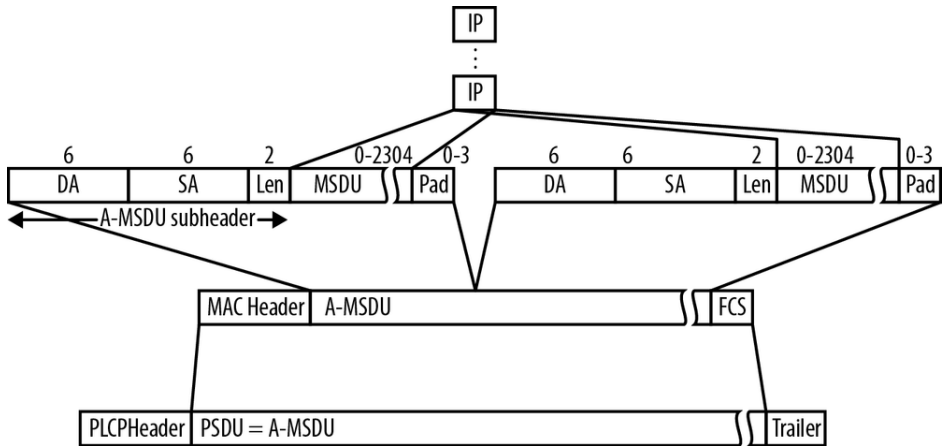 IP
IP
6 6 2 0-2304 0-3 6 6 2 0-2304 0-3
DA SA Len MSDU Pad DA SA Len MSDU Pad
A-MSDU subheader
MAC Header A-MSDU FCS
PLCPHeader PSDU = A-MSDU Trailer